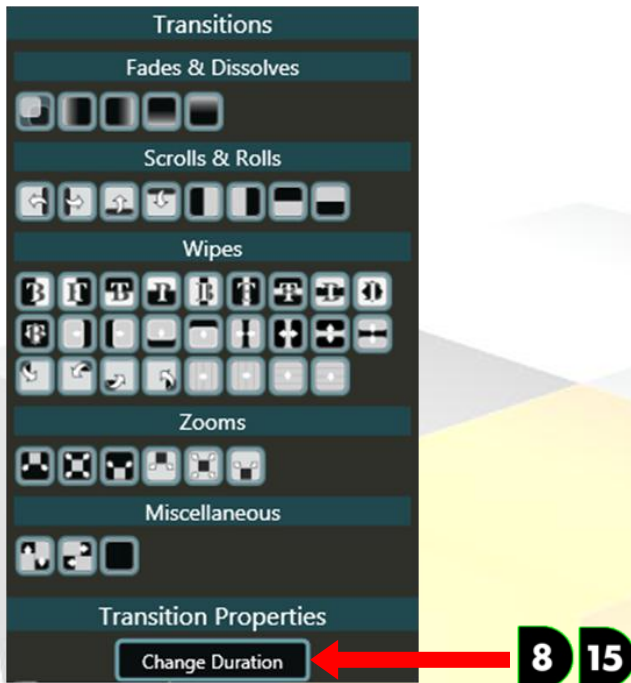 Transitions
Fades & Dissolves
Scrolls & Rolls
Wipes
Zooms
Miscellaneous
Transition Properties
Change Duration
8 15